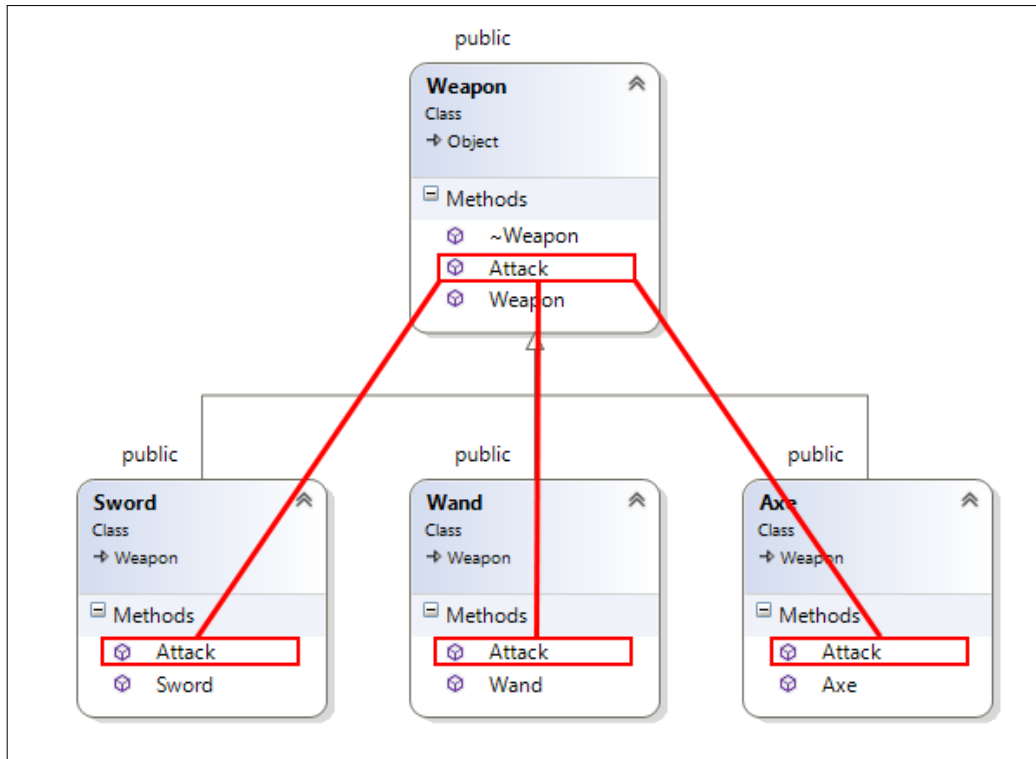 public
Weapon
Class
Object
Methods
~Weapon
Attack
Weapon
public
Sword
Class
Weapon
Methods
Attack
Sword
public
Wand
Class
Weapon
Methods
Attack
Wand
public
Axe
Class
Weapon
Methods
Attack
Axe